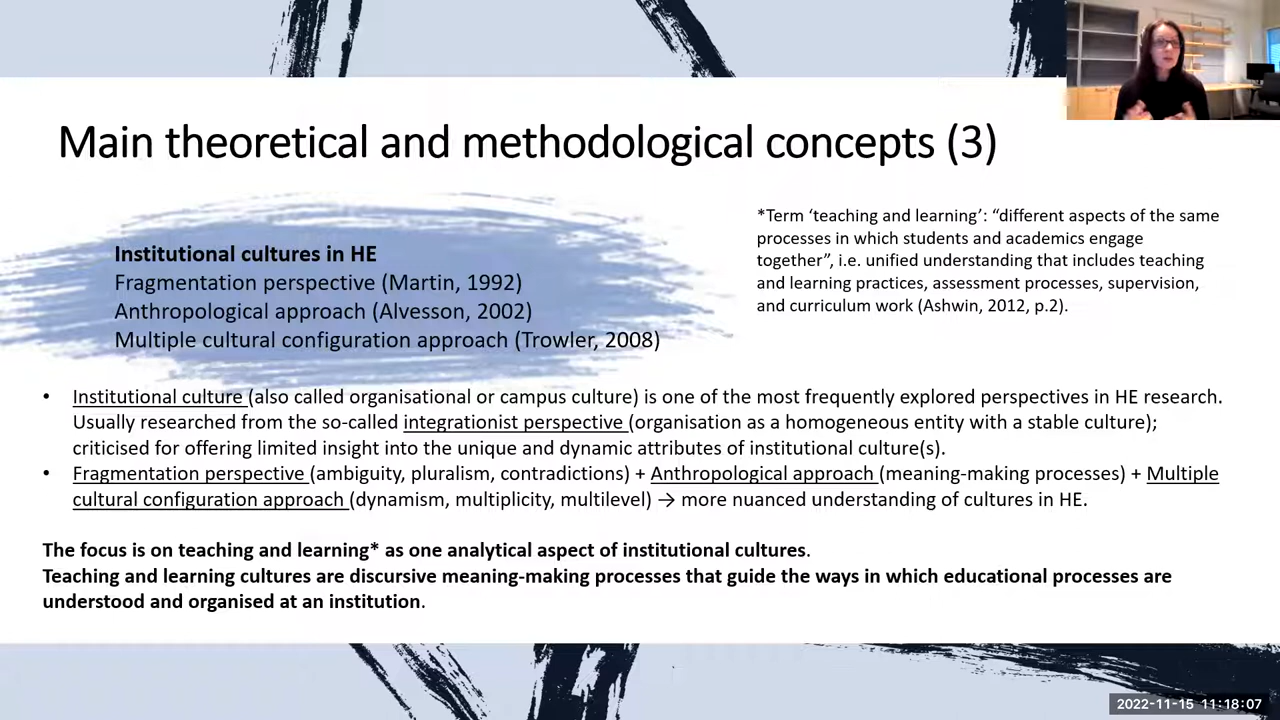 Main theoretical and methodological concepts (3)
Institutional cultures in HE
Fragmentation perspective (Martin, 1992)
Anthropological approach (Alvesson, 2002)
Multiple cultural configuration approach (Trowler, 2008)
*Term ‘teaching and learning’: “different aspects of the same
processes in which students and academics engage
together”, i.e. unified understanding that includes teaching
and learning practices, assessment processes, supervision,
and curriculum work (Ashwin, 2012, p.2).
• Institutional culture (also called organisational or campus culture) is one of the most frequently explored perspectives in HE research.
Usually researched from the so-called integrationist perspective (organisation as a homogeneous entity with a stable culture);
criticised for offering limited insight into the unique and dynamic attributes of institutional culture(s).
• Fragmentation perspective (ambiguity, pluralism, contradictions) + Anthropological approach (meaning-making processes) + Multiple
cultural configuration approach (dynamism, multiplicity, multilevel) → more nuanced understanding of cultures in HE.
The focus is on teaching and learning* as one analytical aspect of institutional cultures.
Teaching and learning cultures are discursive meaning-making processes that guide the ways in which educational processes are
understood and organised at an institution.
2022-11-15 11:18:07